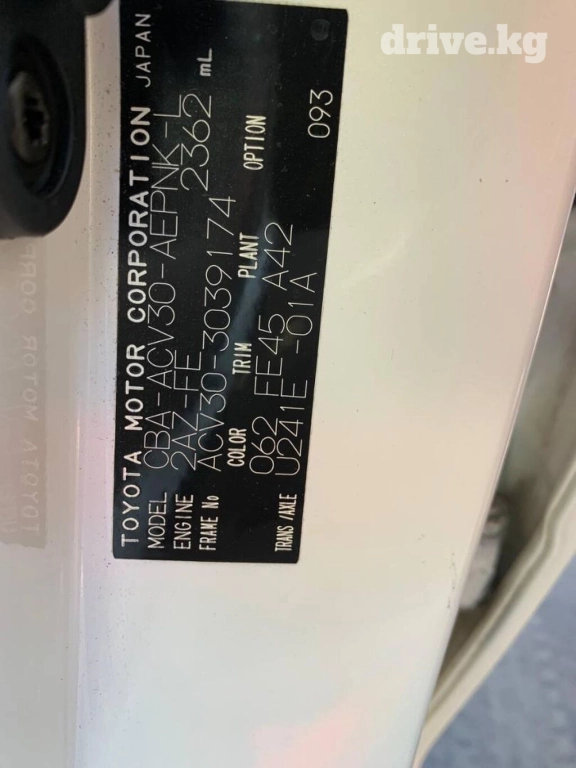 drive.kg
TOYOTA MOTOR CORPORATION JAPAN
MODEL CBA-ACV30-AEPNK-L
ENGINE 2AZ-FE 2362 mL
FRAME No ACV30-3039174
COLOR TRIM PLANT OPTION
062 FE45 A42 093
TRANS/AXLE U241E -01A